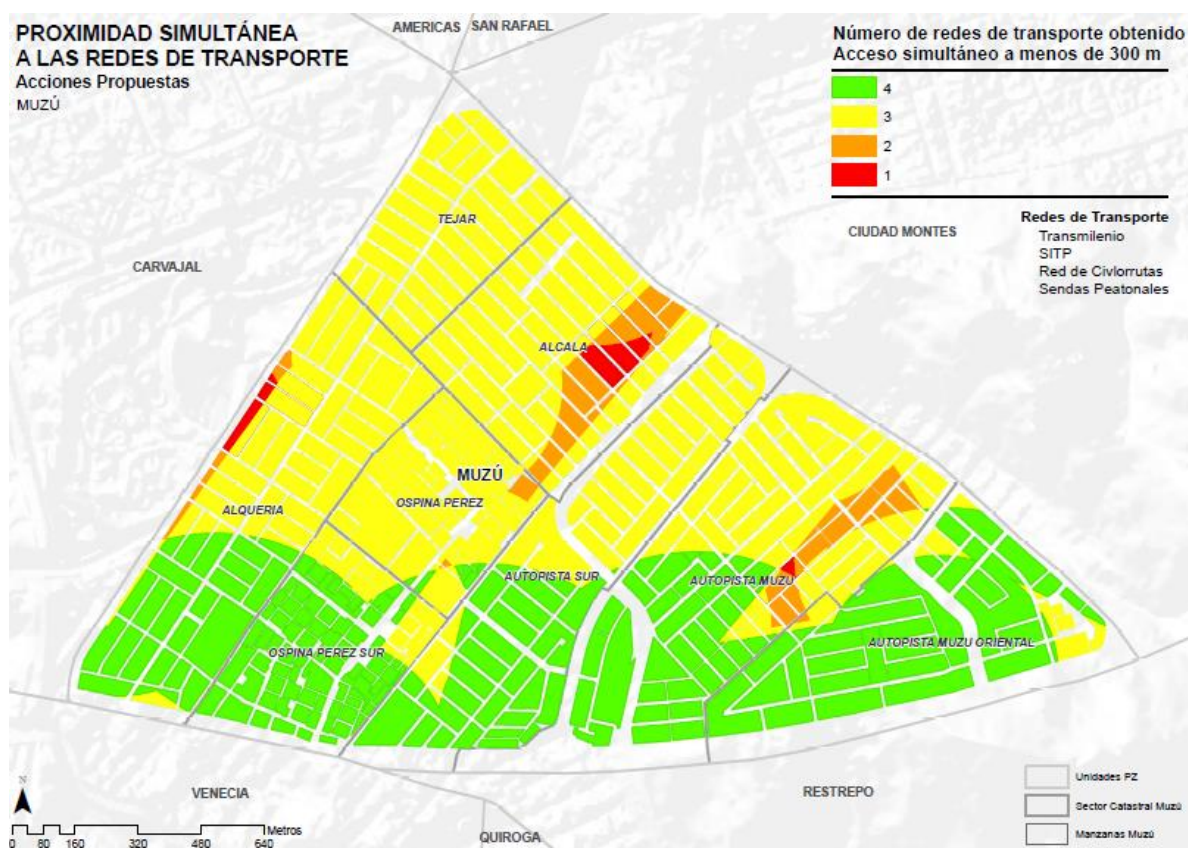 PROXIMIDAD SIMULTÁNEA
A LAS REDES DE TRANSPORTE
Acciones Propuestas
MUZÚ
AMERICAS
SAN RAFAEL
Número de redes de transporte obtenido
Acceso simultáneo a menos de 300 m
4
3
2
1
Redes de Transporte
Transmilenio
SITP
Red de Civlorrutas
Sendas Peatonales
CIUDAD MONTES
CARVAJAL
TEJAR
ALCALA
MUZÚ
OSPINA PEREZ
ALQUERIA
AUTOPISTA SUR
AUTOPISTA MUZU
OSPINA PEREZ SUR
AUTOPISTA MUZU ORIENTAL
VENECIA
RESTREPO
QUIROGA
N
Metros
0 80 160 320 480 640
Unidades PZ
Sector Catastral Muzú
Manzanas Muzú